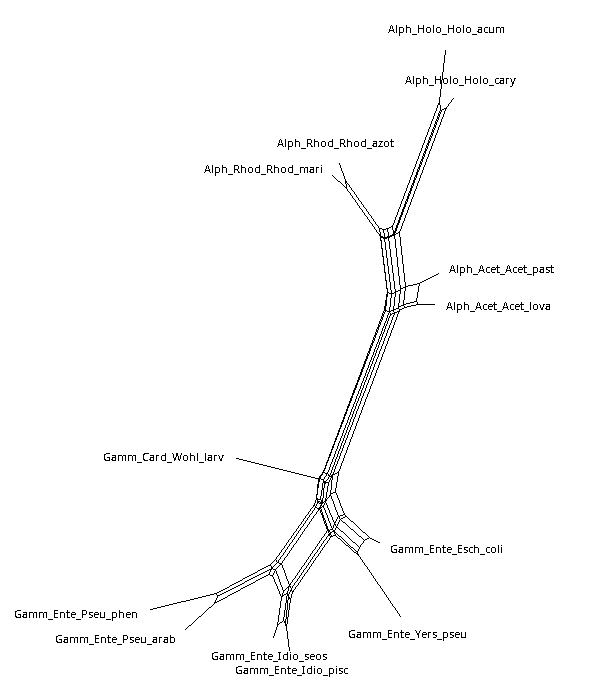 Alph_Holo_Holo_acum
Alph_Holo_Holo_cary
Alph_Rhod_Rhod_azot
Alph_Rhod_Rhod_mari
Alph_Acet_Acet_past
Alph_Acet_Acet_lova
Gamm_Card_Wohl_larv
Gamm_Ente_Esch_coli
Gamm_Ente_Pseu_phen
Gamm_Ente_Yers_pseu
Gamm_Ente_Pseu_arab
Gamm_Ente_Idio_seos
Gamm_Ente_Idio_pisc